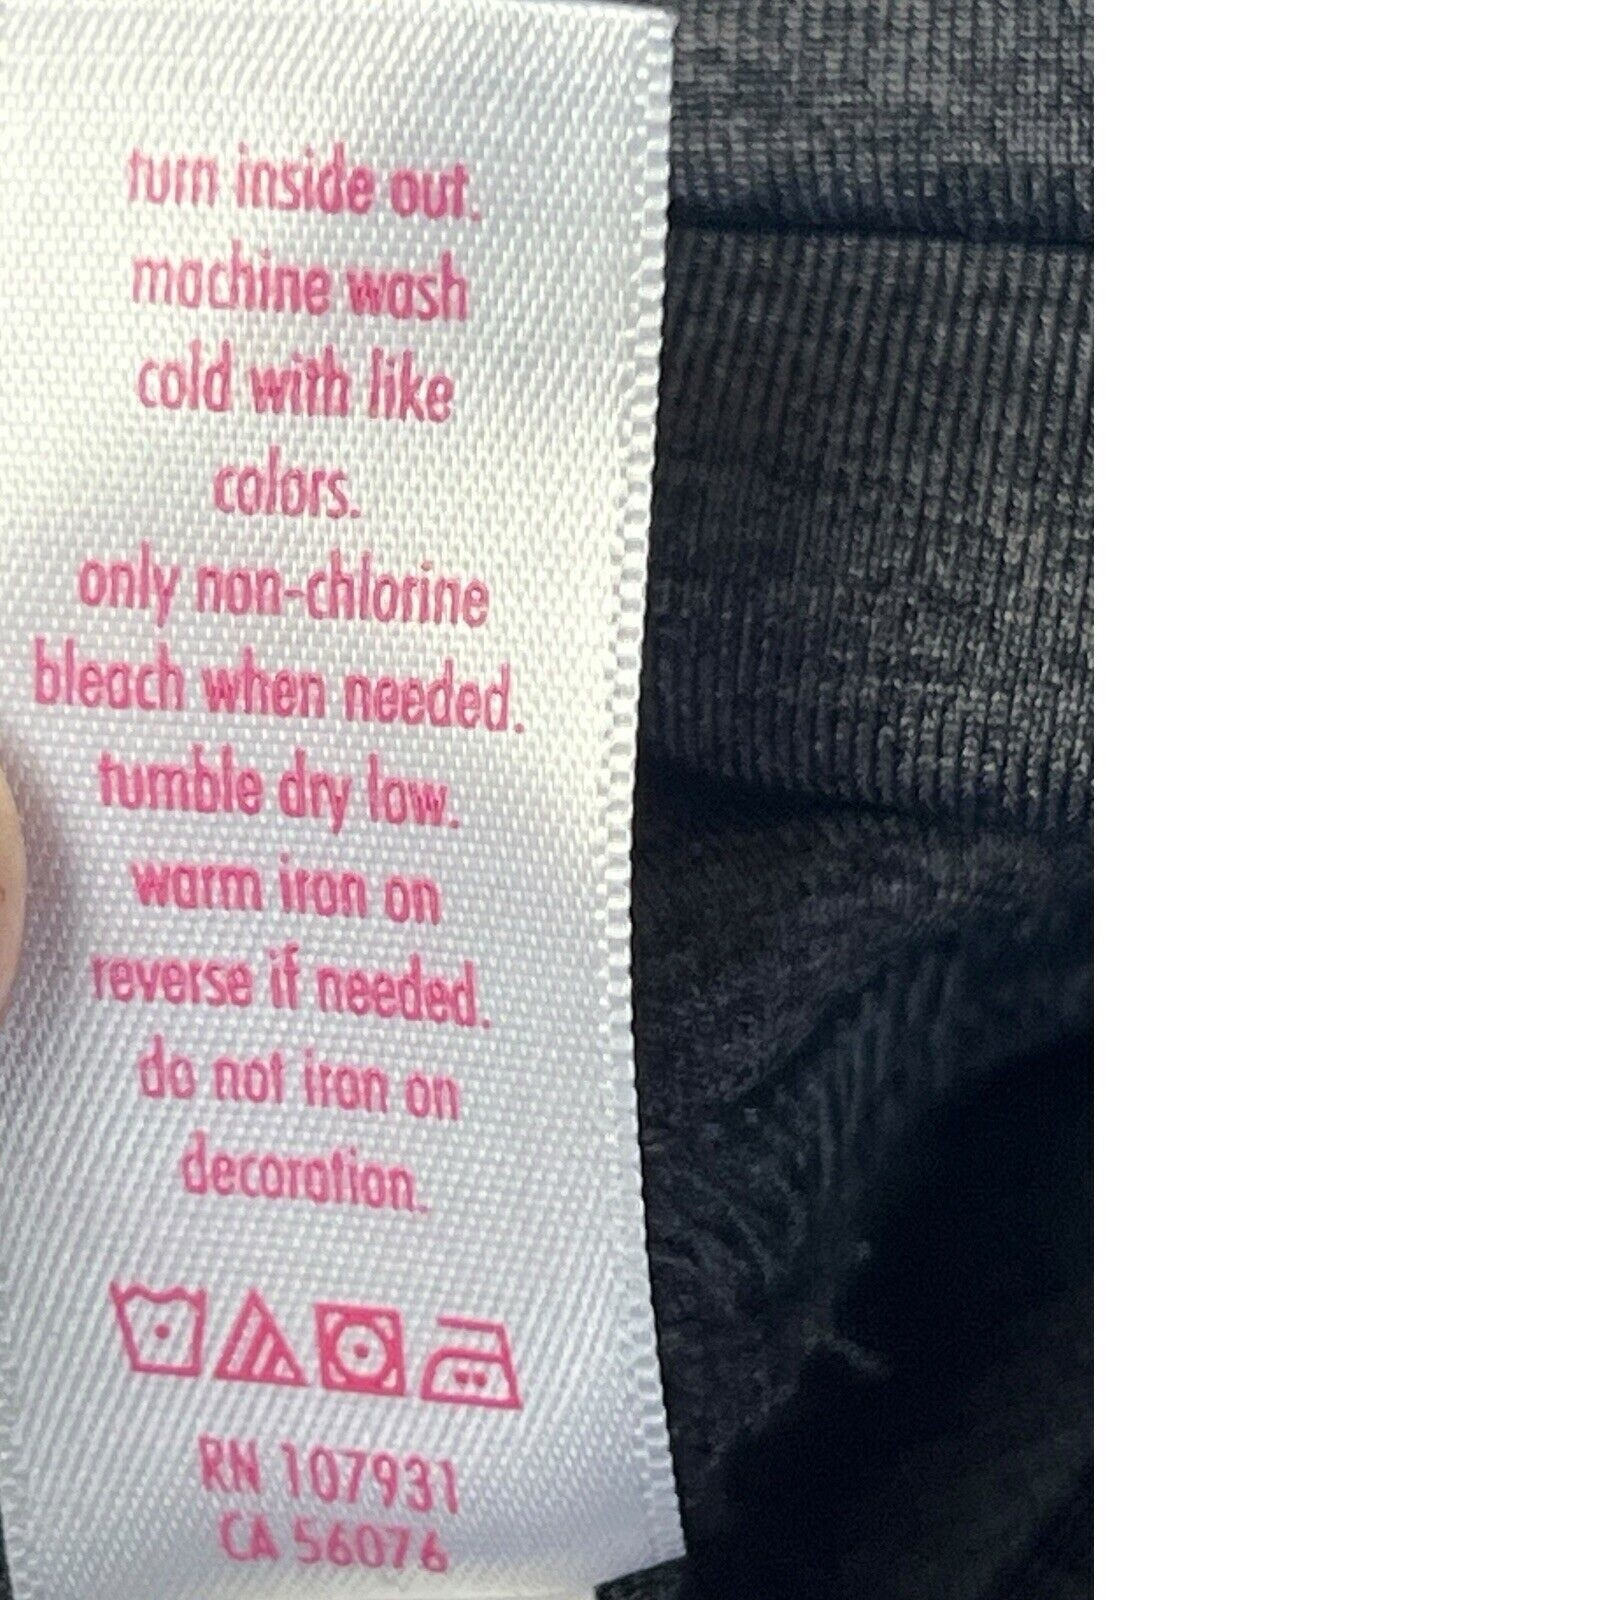 turn inside out.
machine wash
cold with like
colors.
only non-chlorine
bleach when needed.
tumble dry low.
warm iron on
reverse if needed.
do not iron on
decoration.
RN 107931
CA 56076